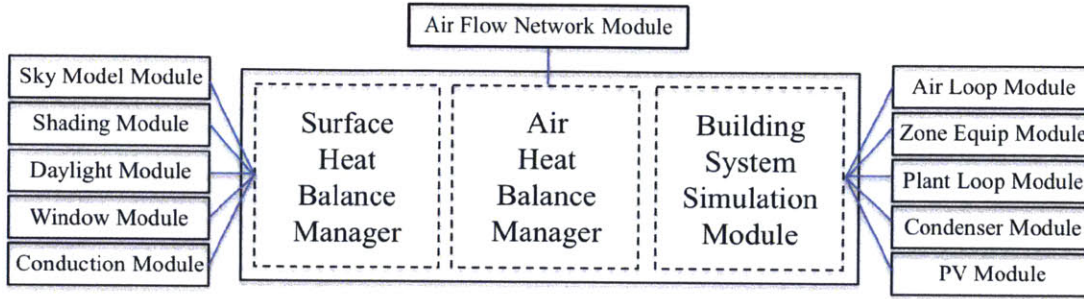 Air Flow Network Module
Sky Model Module
Shading Module
Daylight Module
Window Module
Conduction Module
Surface
Heat
Balance
Manager
Air
Heat
Balance
Manager
Building
System
Simulation
Module
Air Loop Module
Zone Equip Module
Plant Loop Module
Condenser Module
PV Module